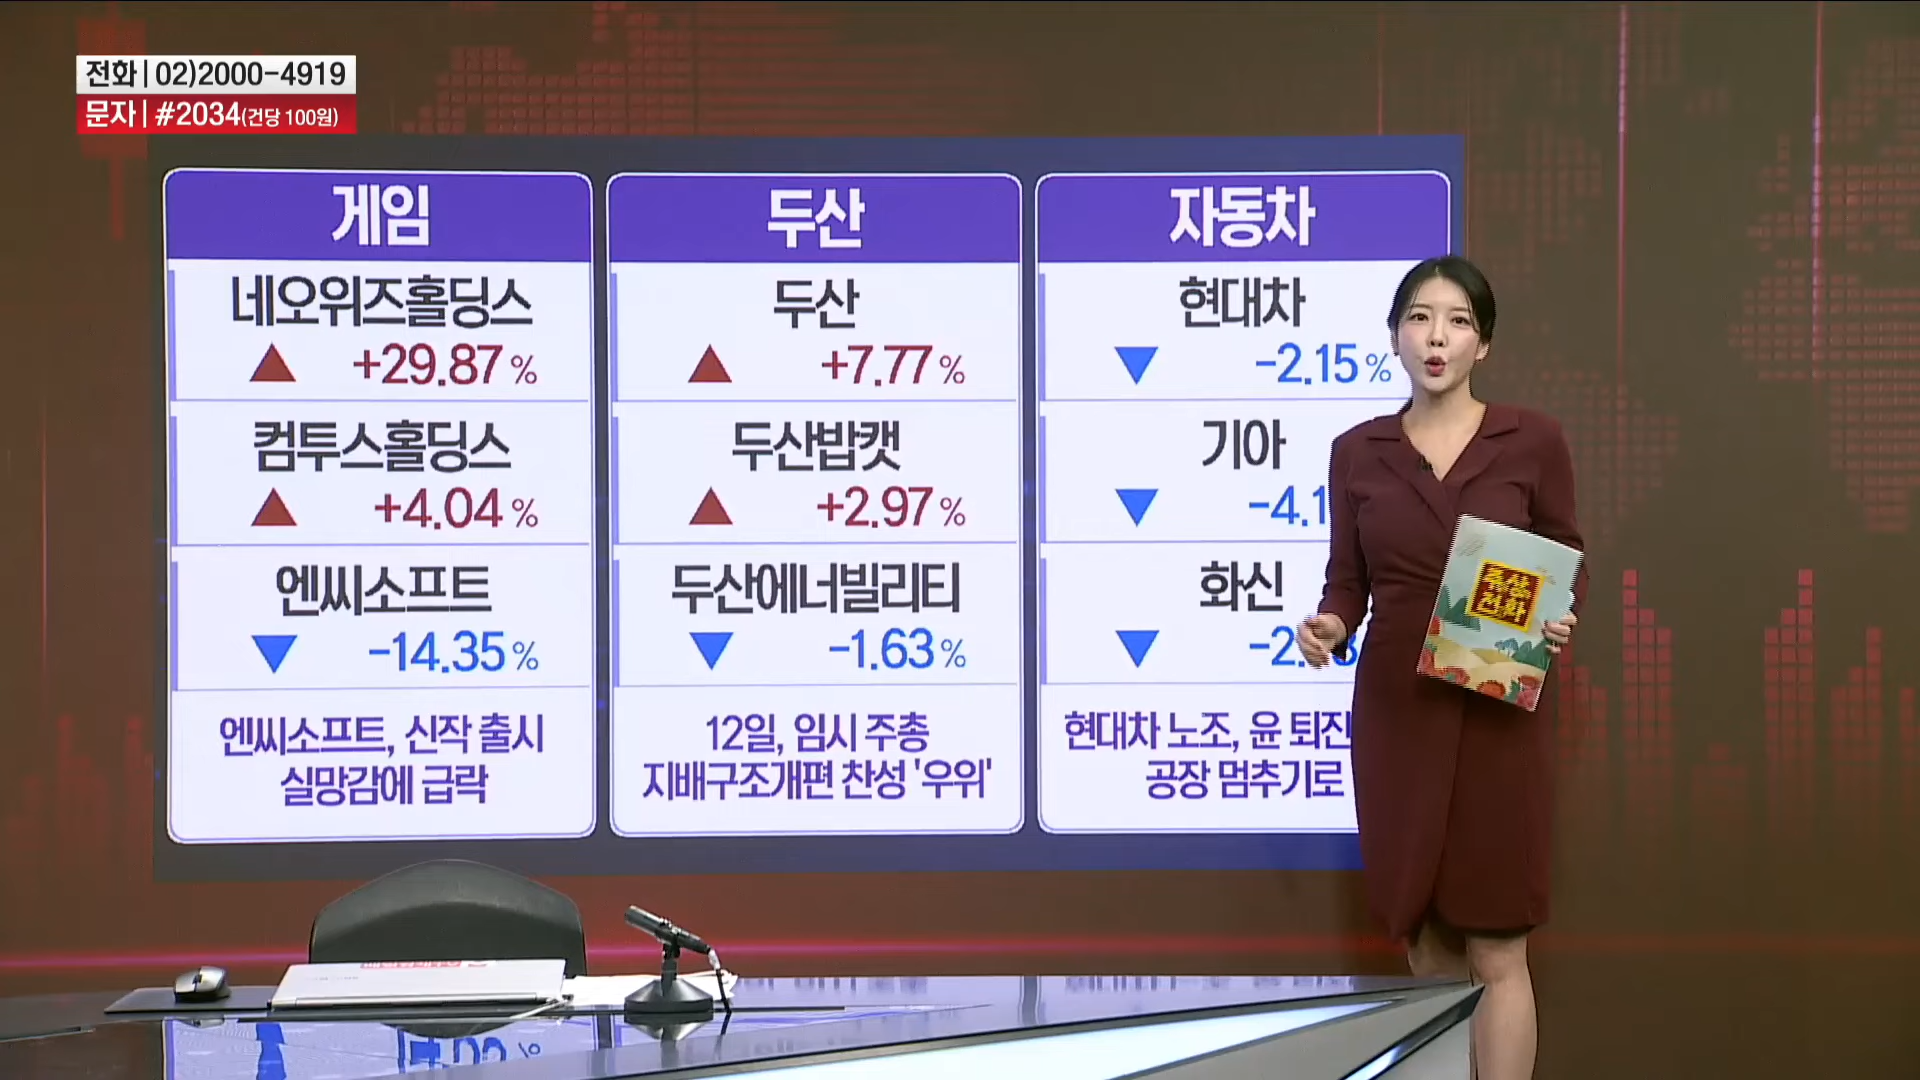 전화 | 02)2000-4919
문자 | #2034(건당 100원)
게임
네오위즈홀딩스
▲ +29.87%
컴투스홀딩스
▲ +4.04%
엔씨소프트
▼ -14.35%
엔씨소프트, 신작 출시
실망감에 급락
두산
두산
▲ +7.77%
두산밥캣
▲ +2.97%
두산에너빌리티
▼ -1.63%
12일, 임시 주총
지배구조개편 찬성 '우위'
자동차
현대차
▼ -2.15%
기아
▼ -4.1
화신
▼
현대차 노조, 윤 퇴진
공장 멈추기로